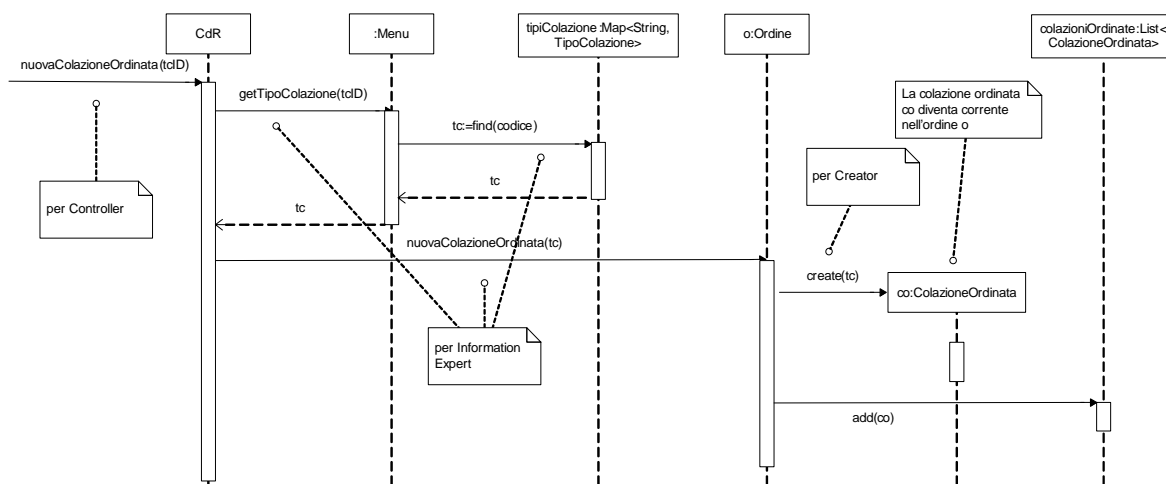 CdR
:Menu
tipiColazione:Map<String,
TipoColazione>
o:Ordine
colazioniOrdinate:List<
ColazioneOrdinata>
nuovaColazioneOrdinata(tcID)
getTipoColazione(tcID)
tc:=find(codice)
La colazione ordinata
co diventa corrente
nell'ordine o
per Creator
per Controller
tc
tc
nuovaColazioneOrdinata(tc)
create(tc)
co:ColazioneOrdinata
per Information
Expert
add(co)